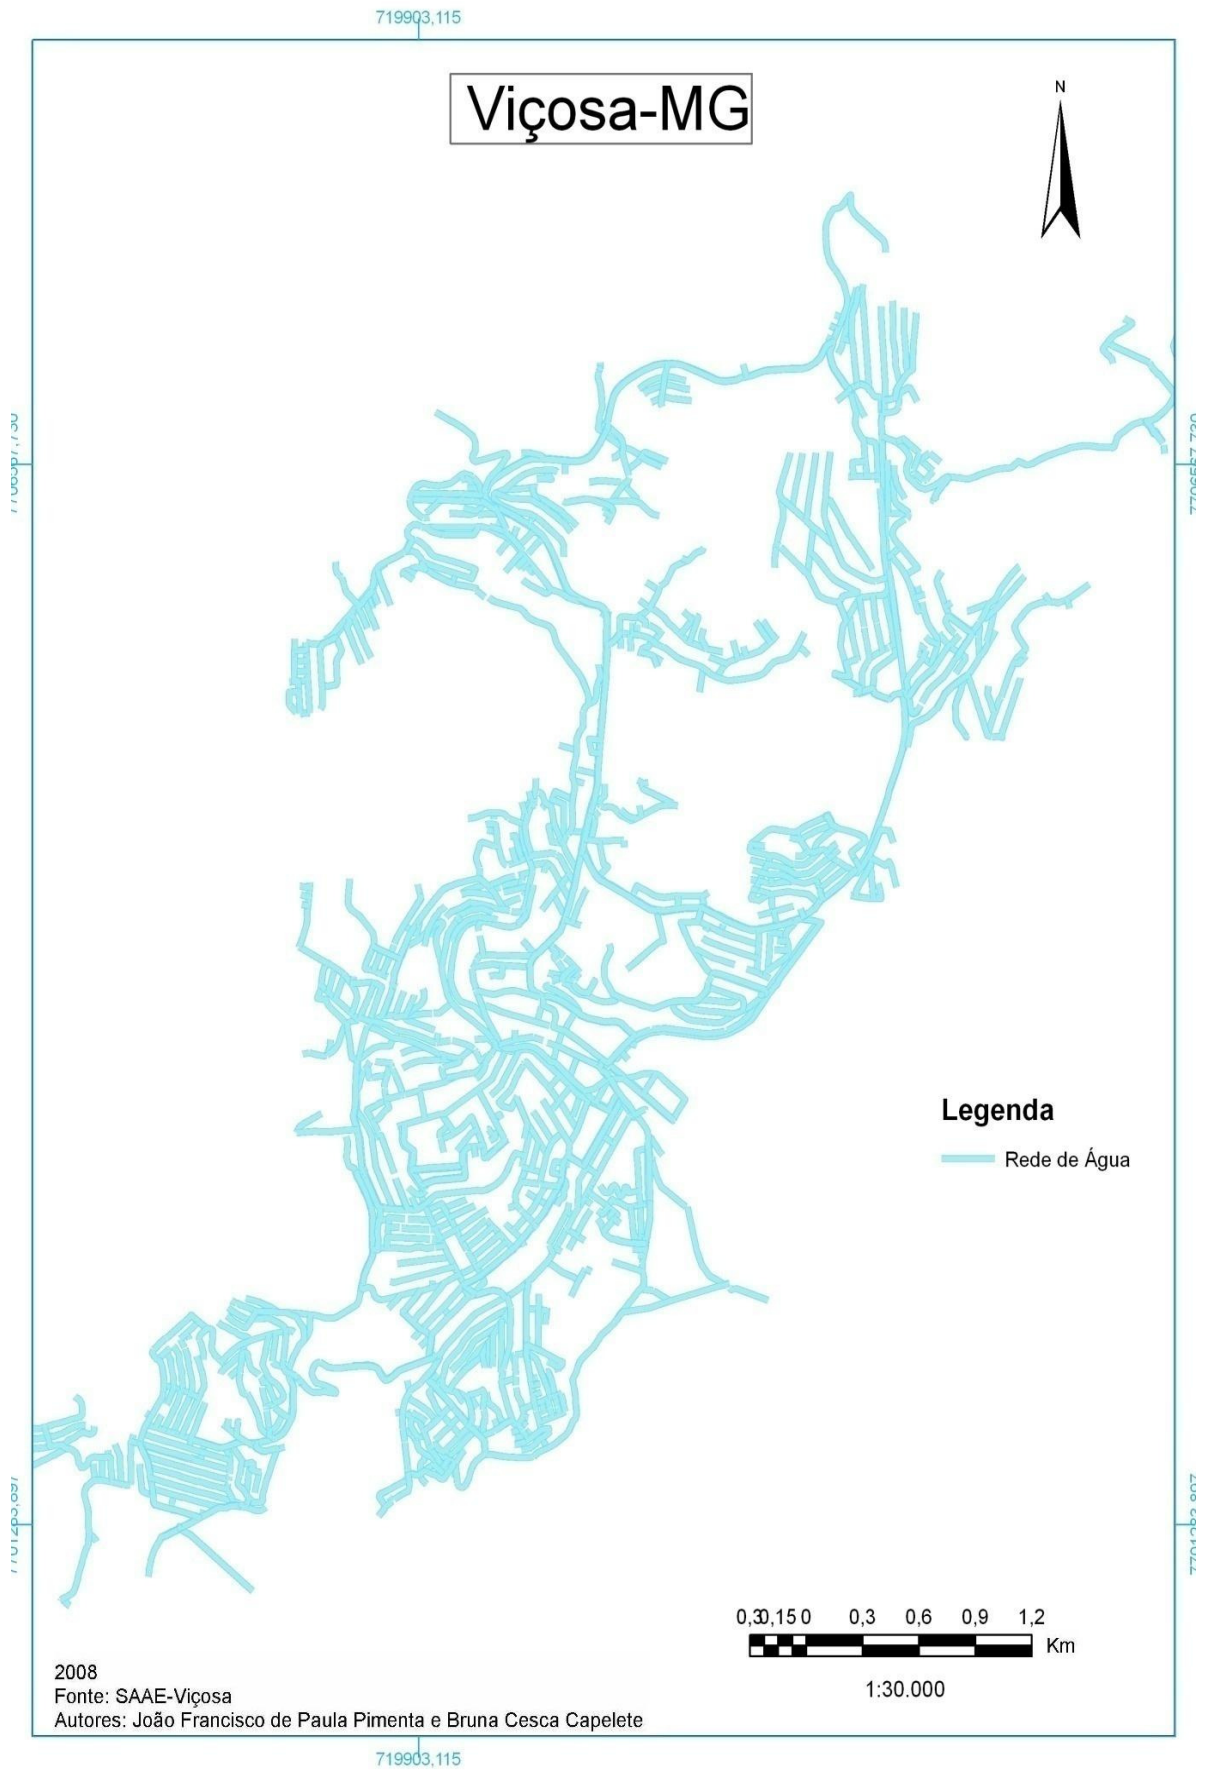 719903,115
Viçosa-MG
N
Legenda
Rede de Água
0,3 0,15 0 0,3 0,6 0,9 1,2
Km
1:30.000
2008
Fonte: SAAE-Viçosa
Autores: João Francisco de Paula Pimenta e Bruna Cesca Capelete
719903,115